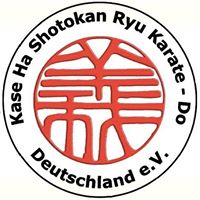 Kase Ha Shotokan Ryu Karate - Do
Deutschland e.V.